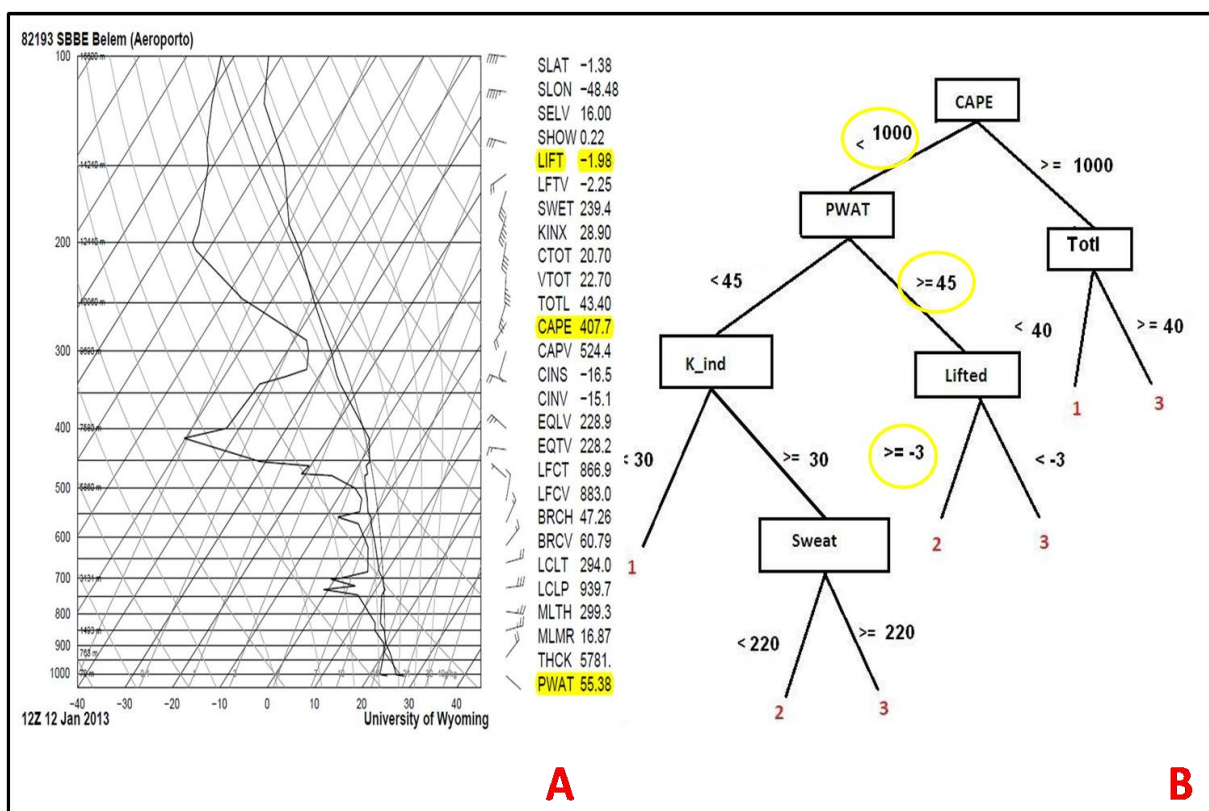 82193 SBBE Belem (Aeroporto)
100
200
300
400
500
600
700
800
900
1000
-40
-30
-20
-10
0
10
20
30
40
12Z 12 Jan 2013
University of Wyoming
SLAT -1.38
SLON -48.48
SELV 16.00
SHOW 0.22
LIFT -1.98
LFTV -2.25
SWET 239.4
KINX 28.90
CTOT 20.70
VTOT 22.70
TOTL 43.40
CAPE 407.7
CAPV 524.4
CINS -16.5
CINV -15.1
EQLV 228.9
EQTV 228.2
LFCT 866.9
LFCV 883.0
BRCH 47.26
BRCV 60.79
LCLT 294.0
LCLP 939.7
MLTH 299.3
MLMR 16.87
THCK 5781.
PWAT 55.38
A
CAPE
< 1000
>= 1000
PWAT
Totl
< 45
>= 45
< 40
>= 40
K_ind
Lifted
1
3
< 30
>= 30
>= -3
< -3
Sweat
2
3
1
< 220
>= 220
2
3
B